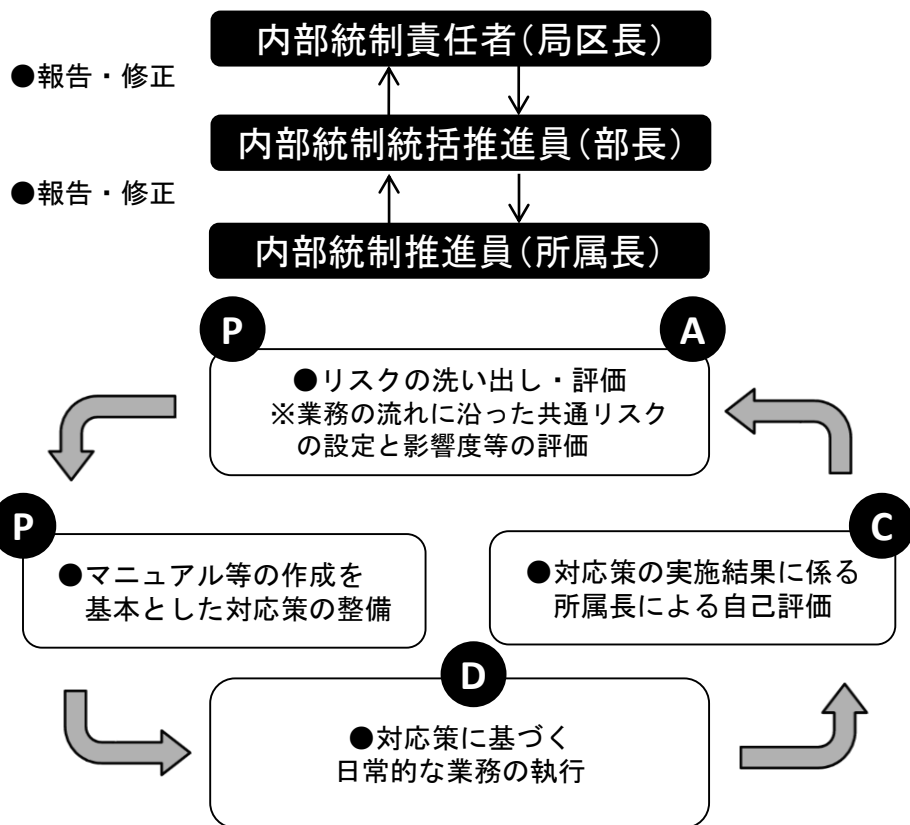 内部統制責任者(局区長)
●報告・修正
内部統制統括推進員(部長)
●報告・修正
内部統制推進員(所属長)
P
A
●リスクの洗い出し・評価
※業務の流れに沿った共通リスク
の設定と影響度等の評価
P
●マニュアル等の作成を
基本とした対応策の整備
C
●対応策の実施結果に係る
所属長による自己評価
D
●対応策に基づく
日常的な業務の執行